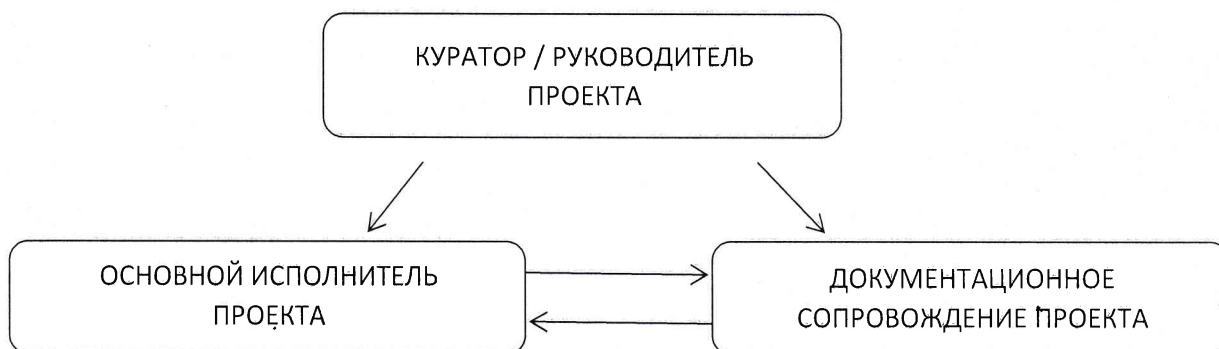 КУРАТОР / РУКОВОДИТЕЛЬ
ПРОЕКТА
ОСНОВНОЙ ИСПОЛНИТЕЛЬ
ПРОЕКТА
ДОКУМЕНТАЦИОННОЕ
СОПРОВОЖДЕНИЕ ПРОЕКТА